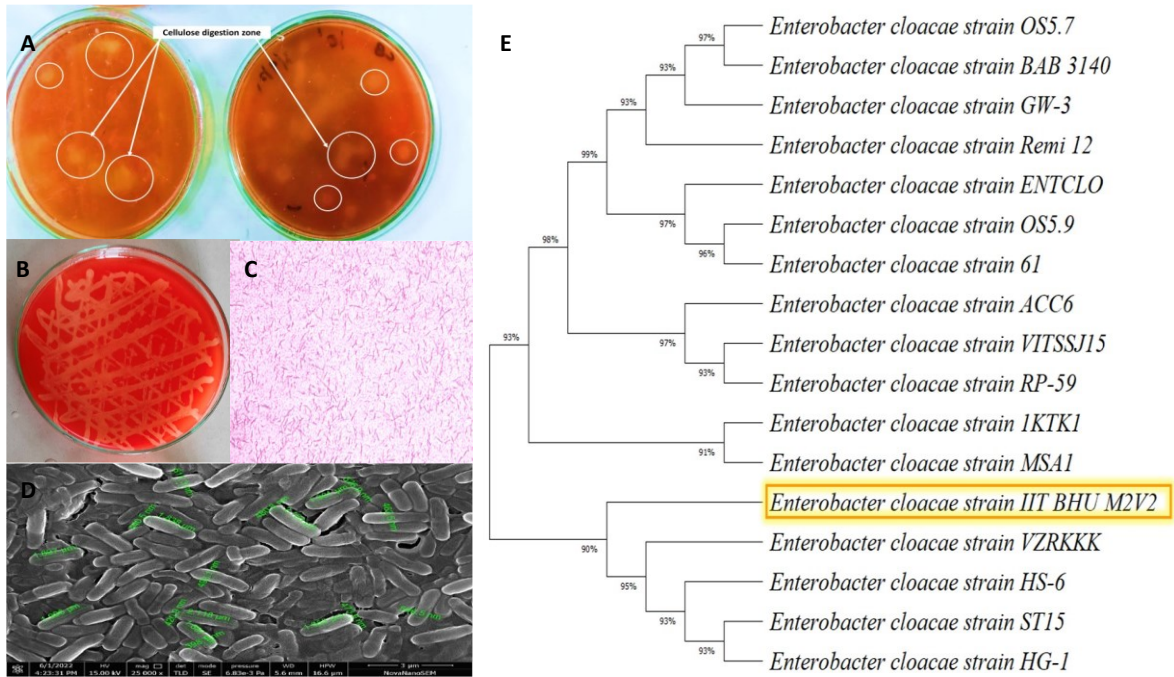 A
Cellulose digestion zone
B
C
D
6/1/2022
4:23:31 PM
HV
15.00 kV
mag
25 000 x
det
TLD
mode
SE
pressure
6.83e-3 Pa
WD
5.6 mm
HFW
16.6 µm
3 µm
NovaNanoSEM
E
Enterobacter cloacae strain OS5.7
97%
Enterobacter cloacae strain BAB 3140
93%
Enterobacter cloacae strain GW-3
93%
Enterobacter cloacae strain Remi 12
99%
Enterobacter cloacae strain ENTCLO
97%
Enterobacter cloacae strain OS5.9
96%
Enterobacter cloacae strain 61
98%
Enterobacter cloacae strain ACC6
97%
Enterobacter cloacae strain VITSSJ15
93%
Enterobacter cloacae strain RP-59
93%
Enterobacter cloacae strain 1KTK1
91%
Enterobacter cloacae strain MSA1
Enterobacter cloacae strain IIT BHU M2V2
90%
Enterobacter cloacae strain VZRKKK
95%
Enterobacter cloacae strain HS-6
93%
Enterobacter cloacae strain ST15
93%
Enterobacter cloacae strain HG-1